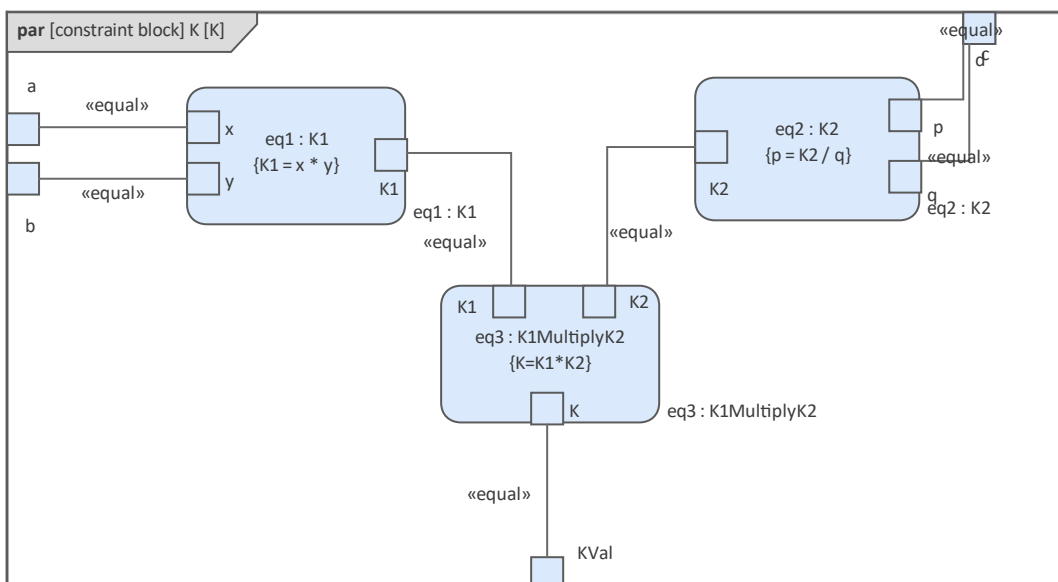 par [constraint block] K [K]
«equal»
c
d
a
«equal»
x
eq1 : K1
{K1 = x * y}
eq2 : K2
{p = K2 / q}
p
«equal»
y
K1
K2
«equal»
q
b
eq1 : K1
eq2 : K2
«equal»
«equal»
K1
K2
eq3 : K1MultiplyK2
{K=K1*K2}
K
eq3 : K1MultiplyK2
«equal»
KVal